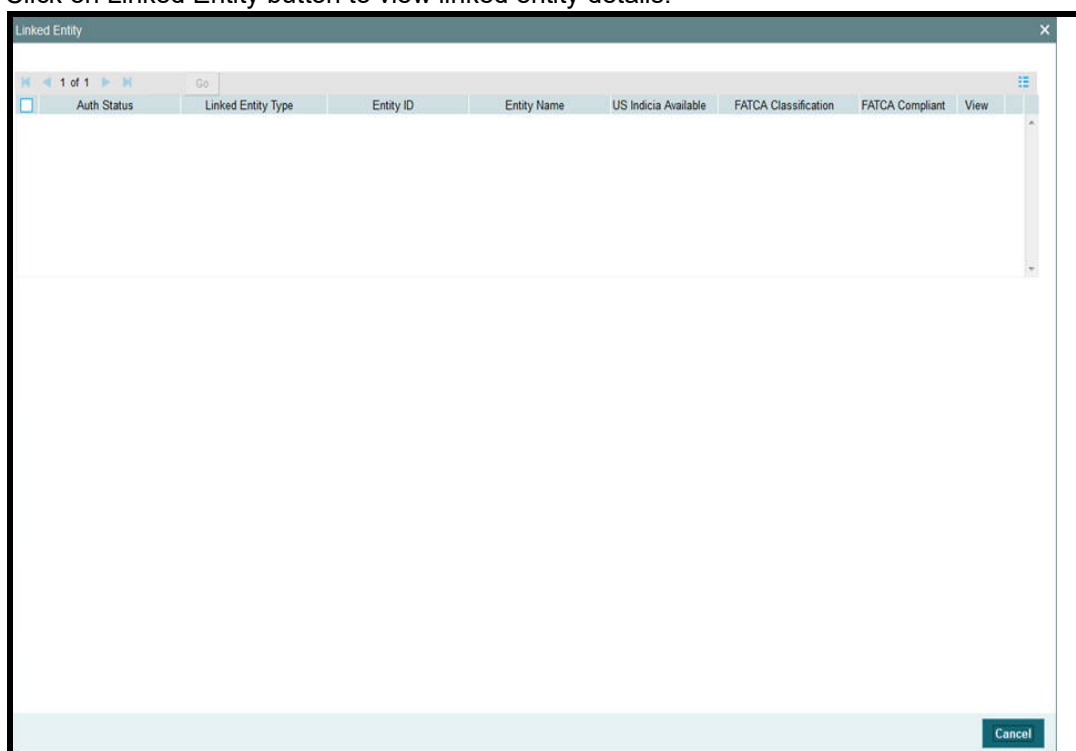 Click on Linked Entity button to view linked entity details.
Linked Entity
1 of 1 Go
Auth Status Linked Entity Type Entity ID Entity Name US Indicia Available FATCA Classification FATCA Compliant View
Cancel